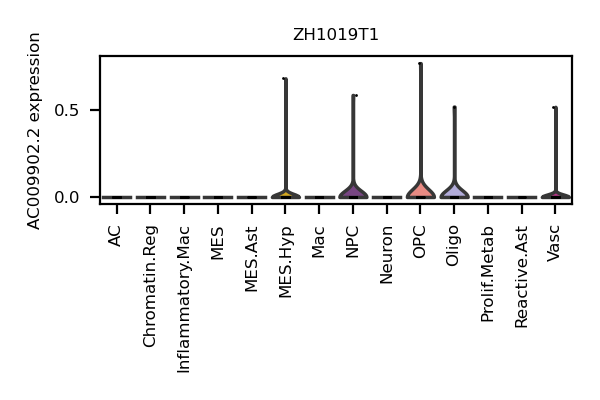 ZH1019T1
AC009902.2 expression
0.5
0.0
AC
Chromatin.Reg
Inflammatory.Mac
MES
MES.Ast
MES.Hyp
Mac
NPC
Neuron
OPC
Oligo
Prolif.Metab
Reactive.Ast
Vasc